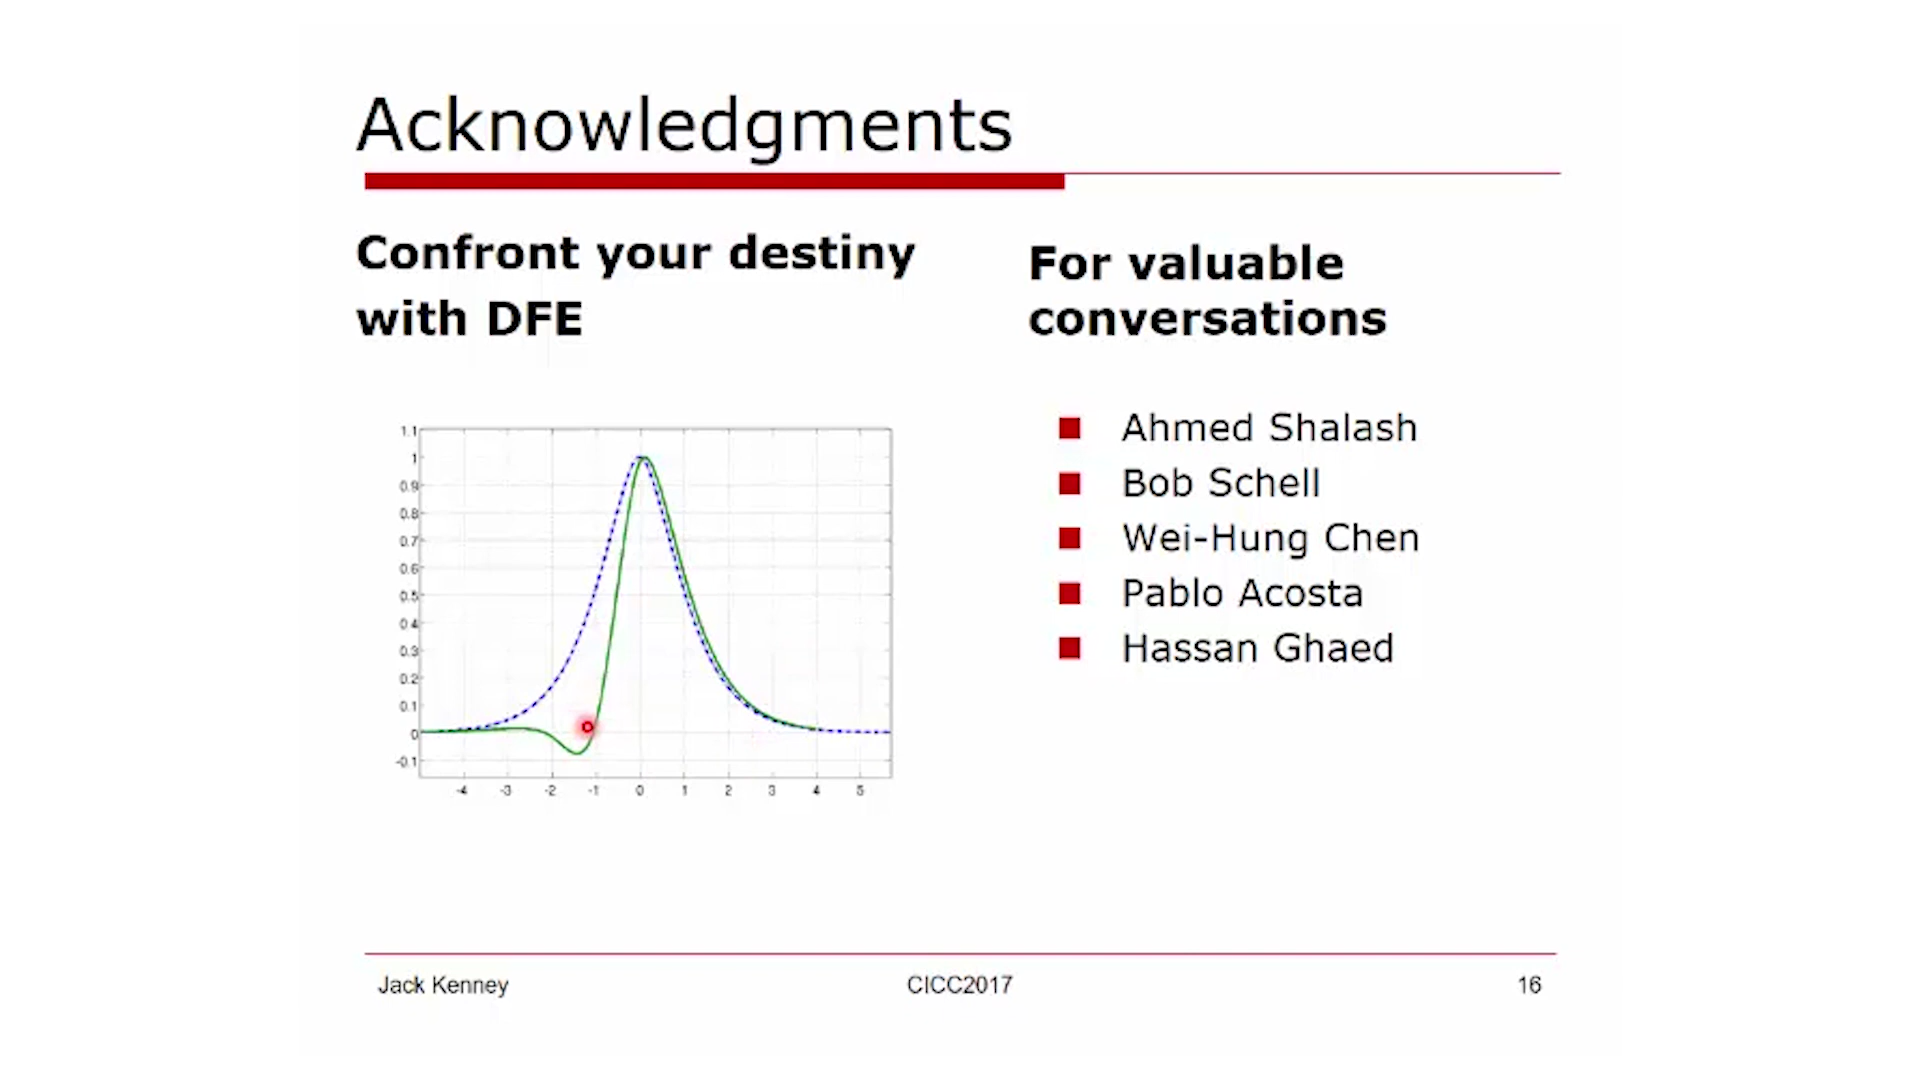 Acknowledgments
Confront your destiny
with DFE
1.1
1
0.9
0.8
0.7
0.6
0.5
0.4
0.3
0.2
0.1
0
-0.1
-4 -3 -2 -1 0 1 2 3 4 5
For valuable
conversations
Ahmed Shalash
Bob Schell
Wei-Hung Chen
Pablo Acosta
Hassan Ghaed
Jack Kenney CICC2017 16